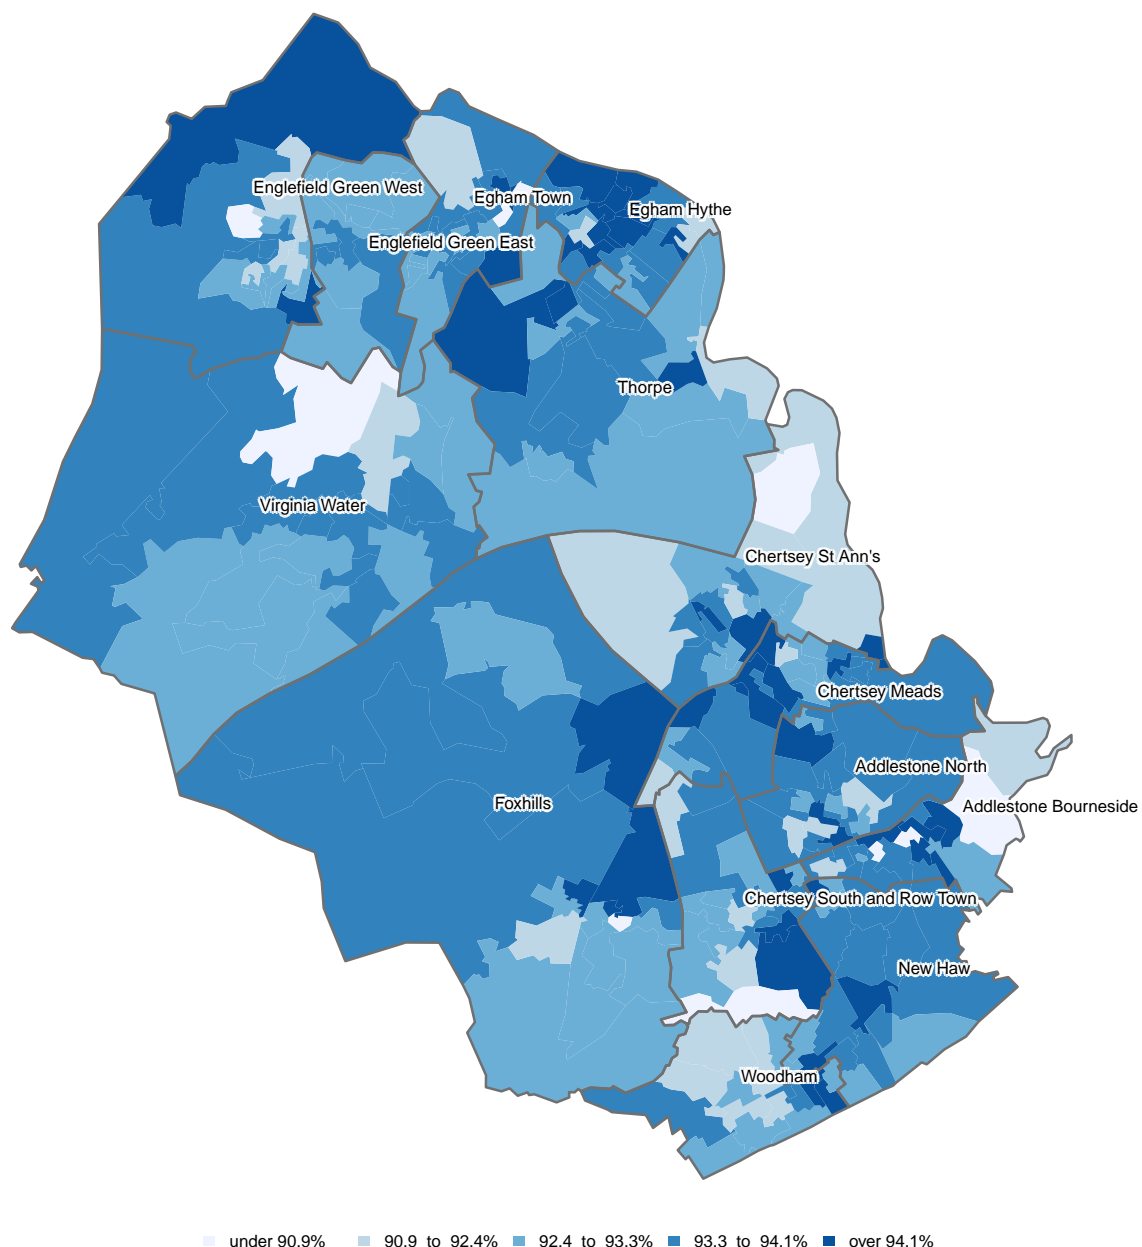 Englefield Green West
Egham Town
Egham Hythe
Englefield Green East
Thorpe
Virginia Water
Chertsey St Ann's
Chertsey Meads
Addlestone North
Foxhills
Addlestone Bourneside
Chertsey South and Row Town
New Haw
Woodham
under 90.9% 90.9 to 92.4% 92.4 to 93.3% 93.3 to 94.1% over 94.1%